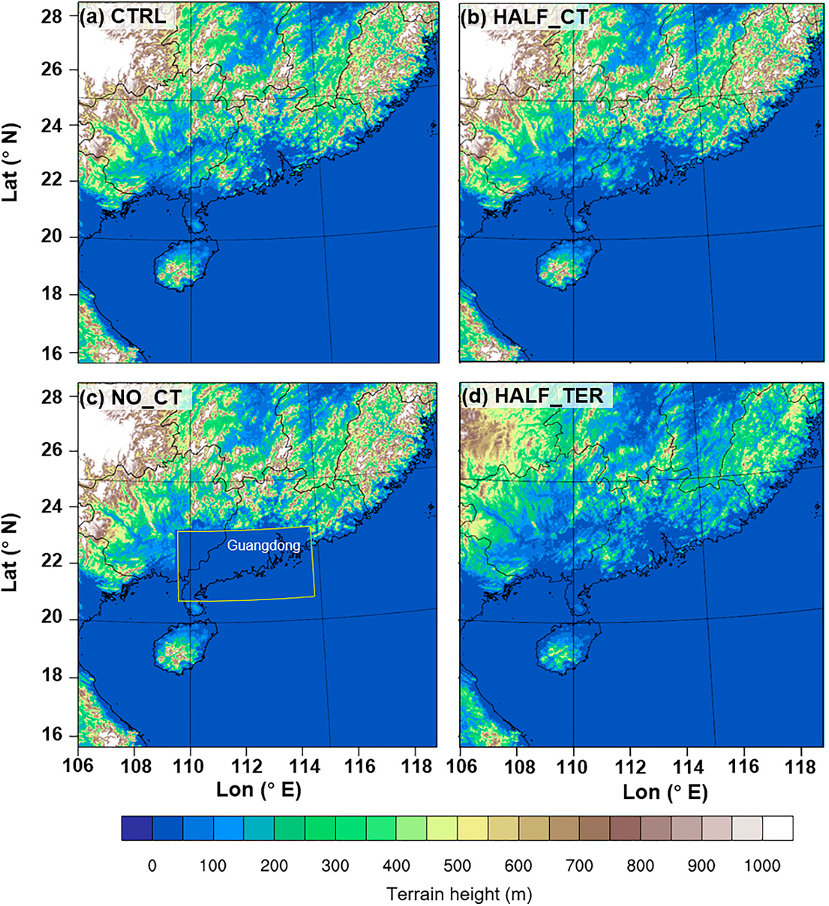 (a) CTRL
(b) HALF_CT
28
26
24
22
20
18
16
Lat (° N)
(c) NO_CT
(d) HALF_TER
Guangdong
28
26
24
22
20
18
16
Lat (° N)
106 108 110 112 114 116 118
106 108 110 112 114 116 118
Lon (° E)
Lon (° E)
0 100 200 300 400 500 600 700 800 900 1000
Terrain height (m)